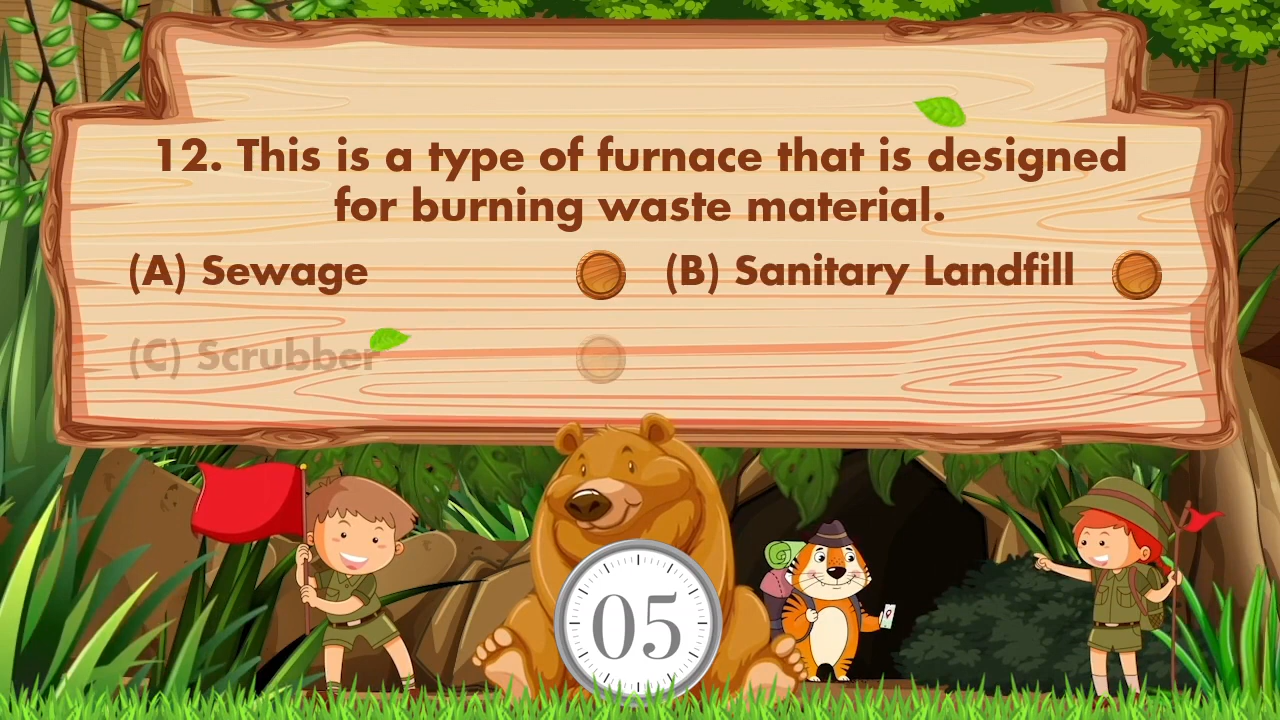 12. This is a type of furnace that is designed
for burning waste material.
(A) Sewage (B) Sanitary Landfill
(C) Scrubber
05